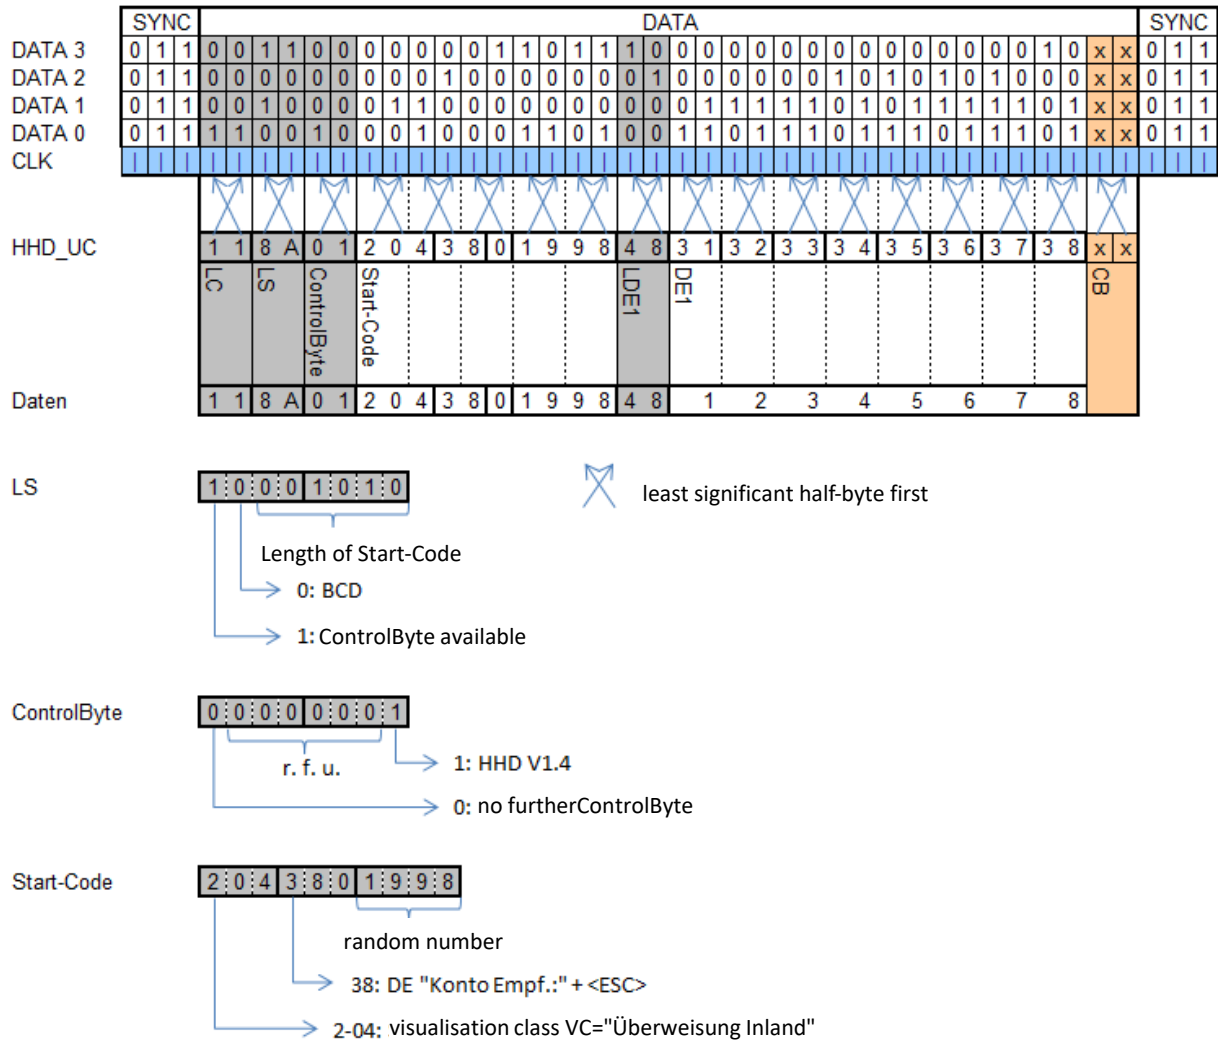 SYNC DATA SYNC
DATA 3 0 1 1 0 0 1 1 0 0 0 0 0 0 0 1 1 0 1 1 1 0 0 0 0 0 0 0 0 0 0 0 0 0 0 0 1 0 x x 0 1 1
DATA 2 0 1 1 0 0 0 0 0 0 0 0 0 1 0 0 0 0 0 0 0 1 0 0 0 0 0 0 1 0 1 0 1 0 1 0 0 0 x x 0 1 1
DATA 1 0 1 1 0 0 1 0 0 0 0 1 1 0 0 0 0 0 0 0 0 0 0 1 1 1 1 1 0 1 0 1 1 1 1 1 0 1 x x 0 1 1
DATA 0 0 1 1 1 1 0 0 1 0 0 0 1 0 0 0 1 1 0 1 0 0 1 1 0 1 1 1 0 1 1 1 0 1 1 1 0 1 x x 0 1 1
CLK
HHD_UC 1 1 8 A 0 1 2 0 4 3 8 0 1 9 9 8 4 8 3 1 3 2 3 3 3 4 3 5 3 6 3 7 3 8 x x
LC LS ControlByte Start-Code LDE1 DE1 CB
Daten 1 1 8 A 0 1 2 0 4 3 8 0 1 9 9 8 4 8 1 2 3 4 5 6 7 8
LS 1 0 0 0 1 0 1 0
least significant half-byte first
Length of Start-Code
0: BCD
1: ControlByte available
ControlByte 0 0 0 0 0 0 0 1
r. f. u.
1: HHD V1.4
0: no furtherControlByte
Start-Code 2 0 4 3 8 0 1 9 9 8
random number
38: DE "Konto Empf.:" + <ESC>
2-04: visualisation class VC="Überweisung Inland"